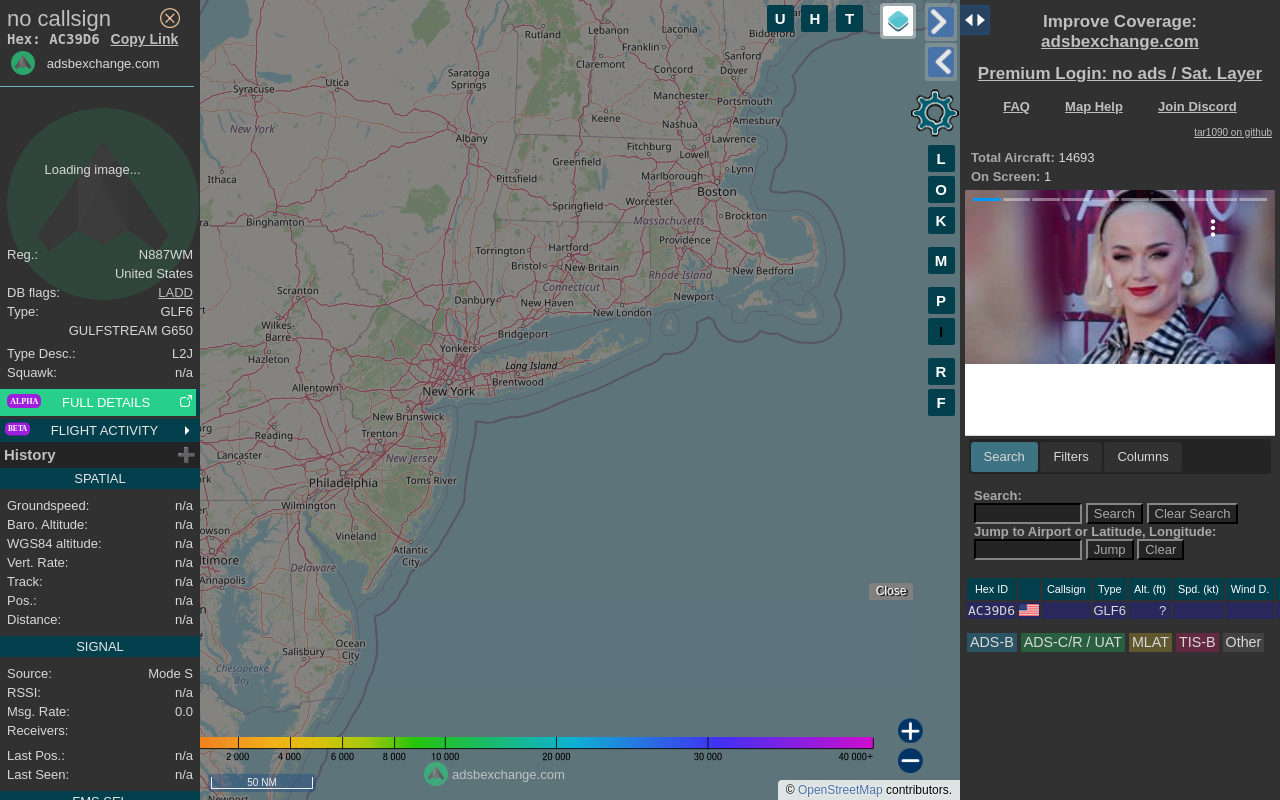 no callsign
Hex: AC39D6 Copy Link
adsbexchange.com
Loading image...
Reg.: N887WM
United States
DB flags: LADD
Type: GLF6
GULFSTREAM G650
Type Desc.: L2J
Squawk: n/a
ALPHA FULL DETAILS
BETA FLIGHT ACTIVITY
History
SPATIAL
Groundspeed: n/a
Baro. Altitude: n/a
WGS84 altitude: n/a
Vert. Rate: n/a
Track: n/a
Pos.: n/a
Distance: n/a
SIGNAL
Source: Mode S
RSSI: n/a
Msg. Rate: 0.0
Receivers:
Last Pos.: n/a
Last Seen: n/a
FMS SEL
U H T
L
O
K
M
P
I
R
F
Rutland
Lebanon
Laconia
Biddeford
Franklin
Claremont
Sanford
Concord
Dover
Saratoga Springs
Utica
Syracuse
Manchester
Portsmouth
Keene
Nashua
Amesbury
New York
Albany
Lawrence
Fitchburg
Lowell
Greenfield
Lynn
Ithaca
Pittsfield
Marlborough
Boston
Worcester
Springfield
Binghamton
Massachusetts
Brockton
Providence
Torrington
Hartford
Bristol
New Britain
New Bedford
Rhode Island
Connecticut
Scranton
Danbury
New Haven
Newport
New London
Wilkes-Barre
Bridgeport
Yonkers
Hazleton
Long Island
Brentwood
Allentown
New York
New Brunswick
Reading
Trenton
Lancaster
New Jersey
Toms River
Philadelphia
Wilmington
Vineland
Atlantic City
Delaware
Annapolis
Ocean City
Salisbury
Chesapeake Bay
Newport
Close
2 000 4 000 6 000 8 000 10 000 20 000 30 000 40 000+
adsbexchange.com
50 NM
© OpenStreetMap contributors.
Improve Coverage:
adsbexchange.com
Premium Login: no ads / Sat. Layer
FAQ Map Help Join Discord
tar1090 on github
Total Aircraft: 14693
On Screen: 1
Search Filters Columns
Search:
Search Clear Search
Jump to Airport or Latitude, Longitude:
Jump Clear
Hex ID Callsign Type Alt. (ft) Spd. (kt) Wind D.
AC39D6 GLF6 ?
ADS-B ADS-C/R / UAT MLAT TIS-B Other